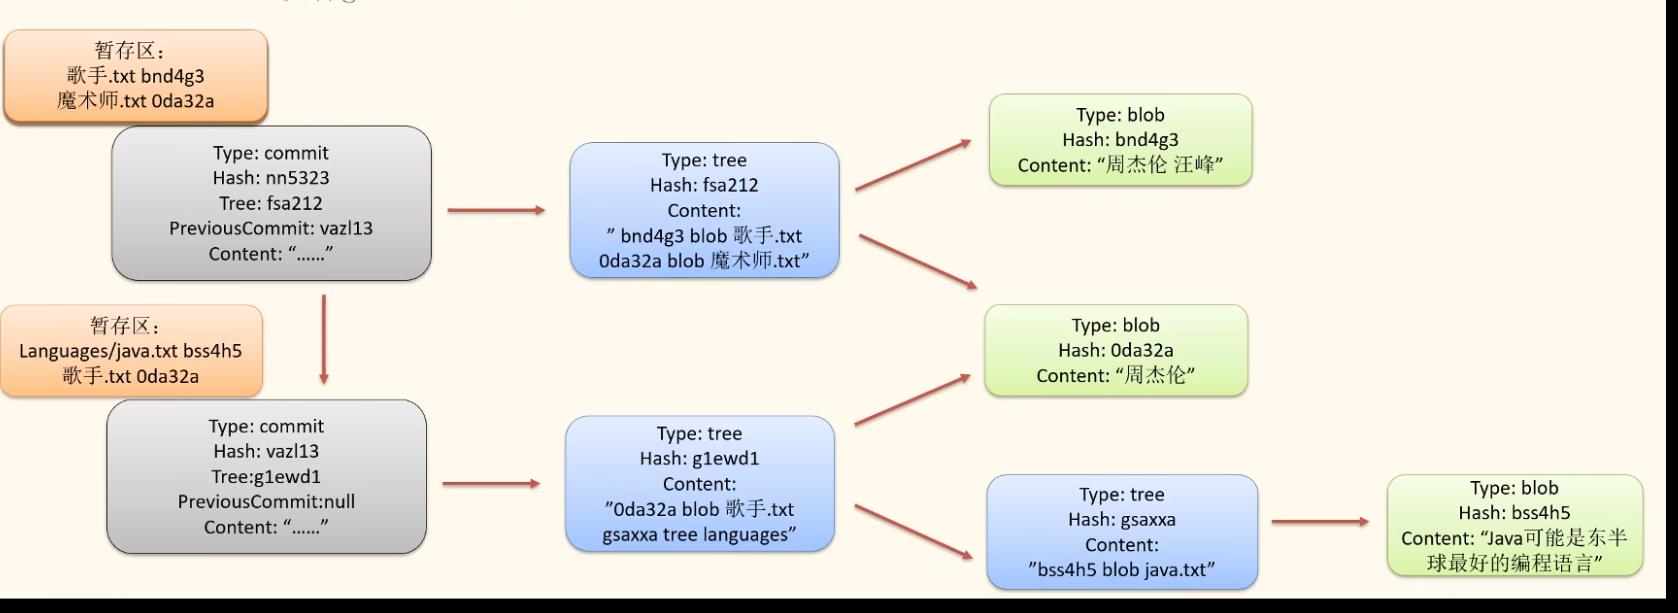 暂存区：
歌手.txt bnd4g3
魔术师.txt 0da32a
Type: commit
Hash: nn5323
Tree: fsa212
PreviousCommit: vazl13
Content: “……”
Type: tree
Hash: fsa212
Content:
” bnd4g3 blob 歌手.txt
0da32a blob 魔术师.txt”
Type: blob
Hash: bnd4g3
Content: “周杰伦 汪峰”
Type: blob
Hash: 0da32a
Content: “周杰伦”
暂存区：
Languages/java.txt bss4h5
歌手.txt 0da32a
Type: commit
Hash: vazl13
Tree:g1ewd1
PreviousCommit:null
Content: “……”
Type: tree
Hash: g1ewd1
Content:
”0da32a blob 歌手.txt
gsaxxa tree languages”
Type: tree
Hash: gsaxxa
Content:
”bss4h5 blob java.txt”
Type: blob
Hash: bss4h5
Content: “Java可能是东半
球最好的编程语言”